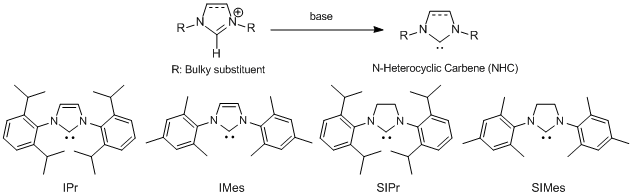 base
R N N R
⊕
H
R: Bulky substituent
R N N R
N-Heterocyclic Carbene (NHC)
N N
N N
N N
N N
IPr
IMes
SIPr
SIMes